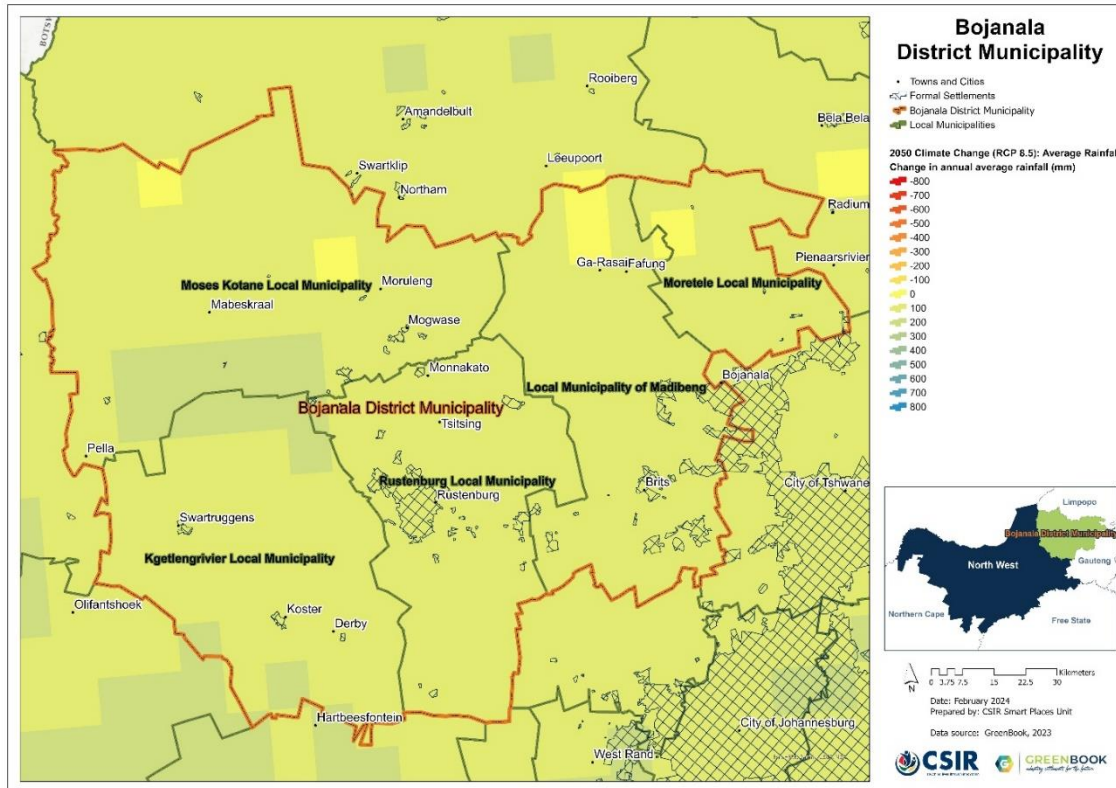 Bojanala
District Municipality
Towns and Cities
Formal Settlements
Bojanala District Municipality
Local Municipalities
2050 Climate Change (RCP 8.5): Average Rainfal
Change in annual average rainfall (mm)
-800
-700
-600
-500
-400
-300
-200
-100
0
100
200
300
400
500
600
700
800
BOTSW
Rooiberg
Amandelbult
Bela Bela
Swartklip
Leeupoort
Northam
Radium
Ga-Rasai
Fafung
Pienaarsrivier
Moses Kotane Local Municipality
Moruleng
Moretele Local Municipality
Mabeskraal
Mogwase
Monnakato
Bojanala
Local Municipality of Madibeng
Bojanala District Municipality
Tsitsing
Pella
Rustenburg Local Municipality
Rustenburg
Brits
City of Tshwane
Swartruggens
Kgetlengrivier Local Municipality
Olifantshoek
Koster
Derby
Hartbeesfontein
City of Johannesburg
West Rand
Limpopo
Bojanala District Municipality
North West
Gauteng
Northern Cape
Free State
N
Kilometers
0 3.75 7.5 15 22.5 30
Date: February 2024
Prepared by: CSIR Smart Places Unit
Data source: GreenBook, 2023
CSIR
GREENBOOK